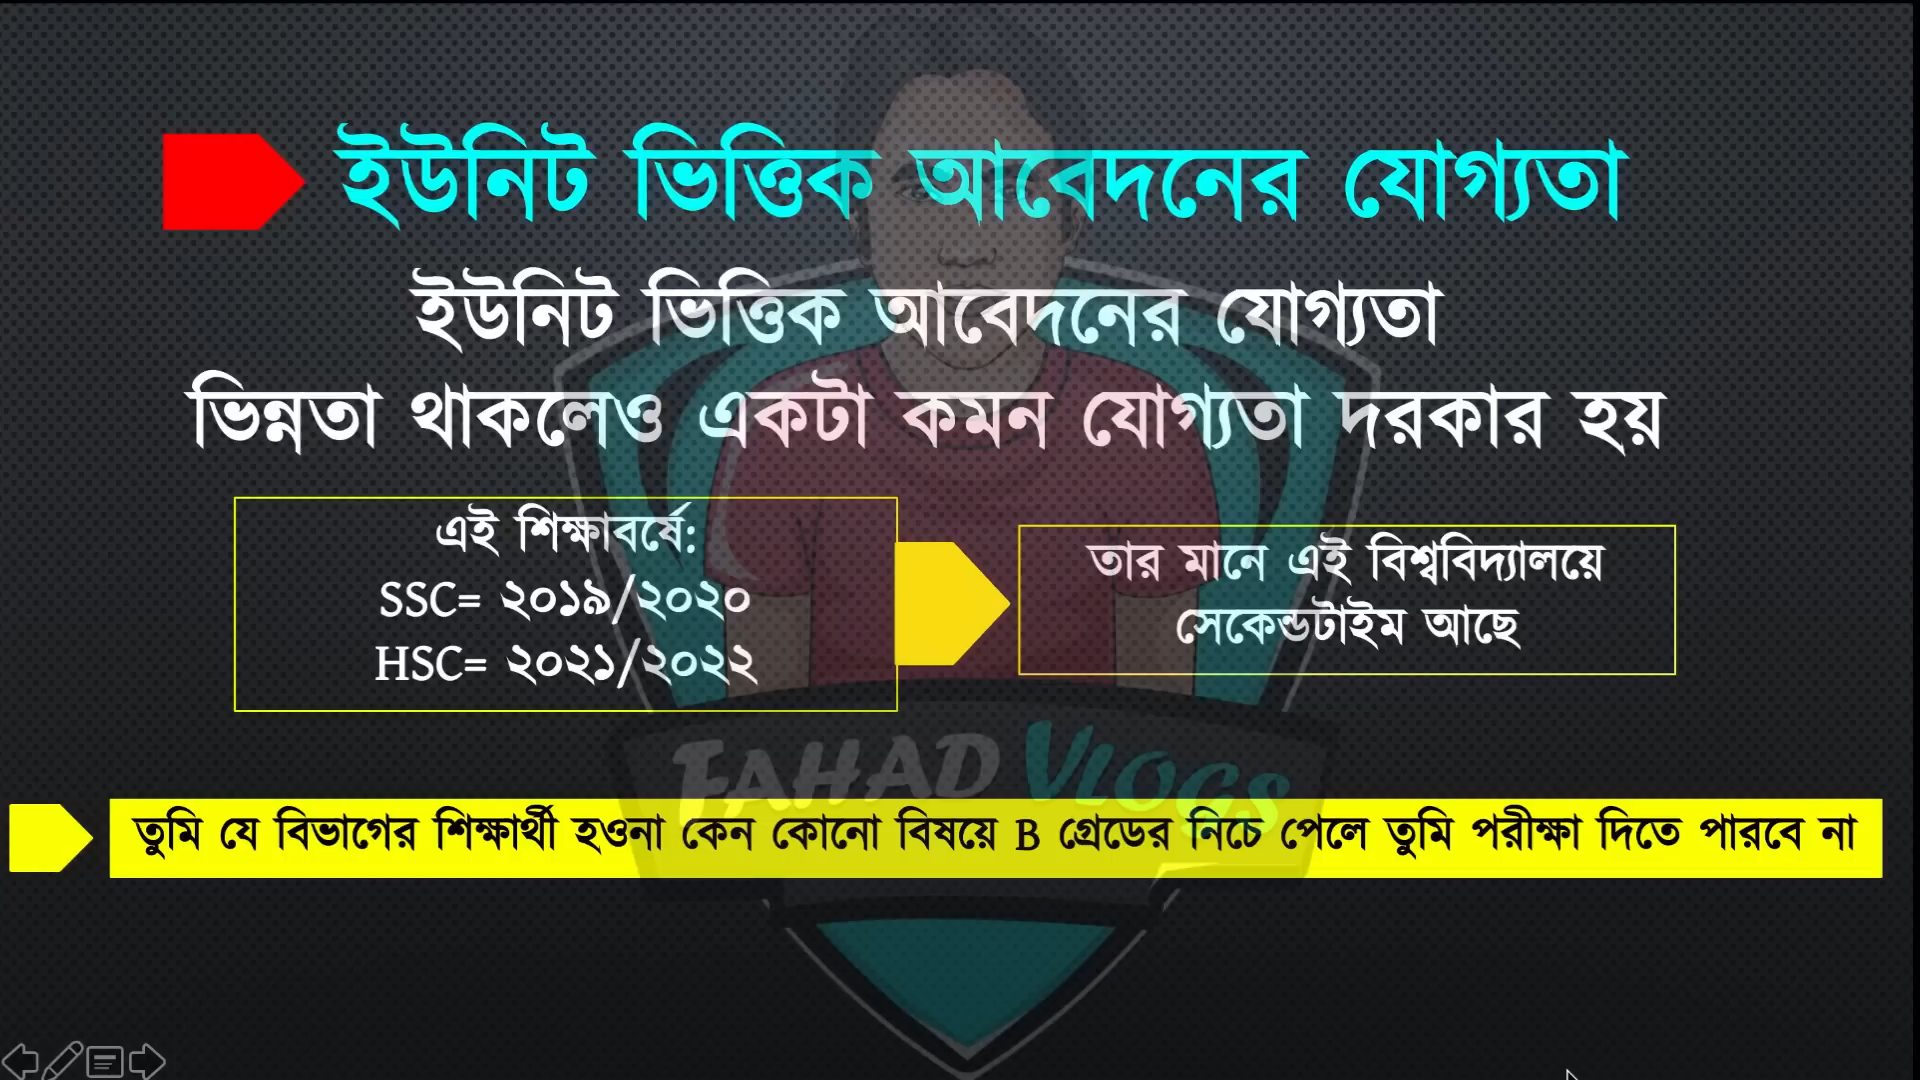 ইউনিট ভিত্তিক আবেদনের যোগ্যতা
ইউনিট ভিত্তিক আবেদনের যোগ্যতা
ভিন্নতা থাকলেও একটা কমন যোগ্যতা দরকার হয়
এই শিক্ষাবর্ষে:
SSC= ২০১৯/২০২০
HSC= ২০২১/২০২২
তার মানে এই বিশ্ববিদ্যালয়ে
সেকেন্ডটাইম আছে
FAHAD VLOGS
তুমি যে বিভাগের শিক্ষার্থী হওনা কেন কোনো বিষয়ে B গ্রেডের নিচে পেলে তুমি পরীক্ষা দিতে পারবে না